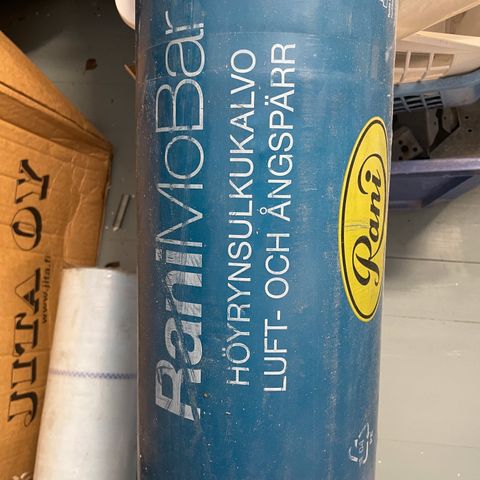 RaniMoBar
HÖYRYNSULKUKALVO
LUFT- OCH ÅNGSPÄRR
Rani
JITA OY
www.jita.fi